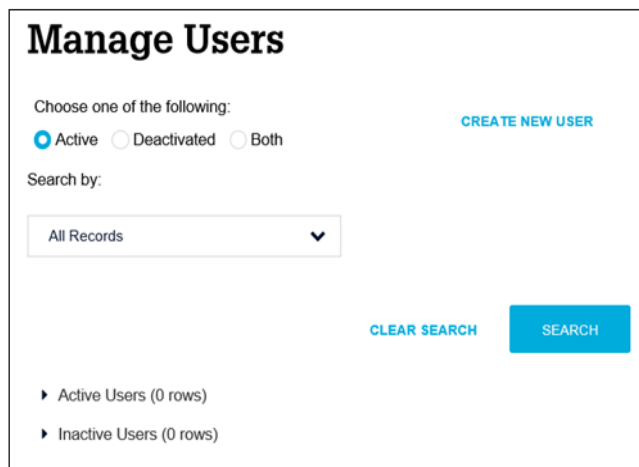 Manage Users
Choose one of the following:
CREATE NEW USER
Active Deactivated Both
Search by:
All Records
CLEAR SEARCH SEARCH
Active Users (0 rows)
Inactive Users (0 rows)